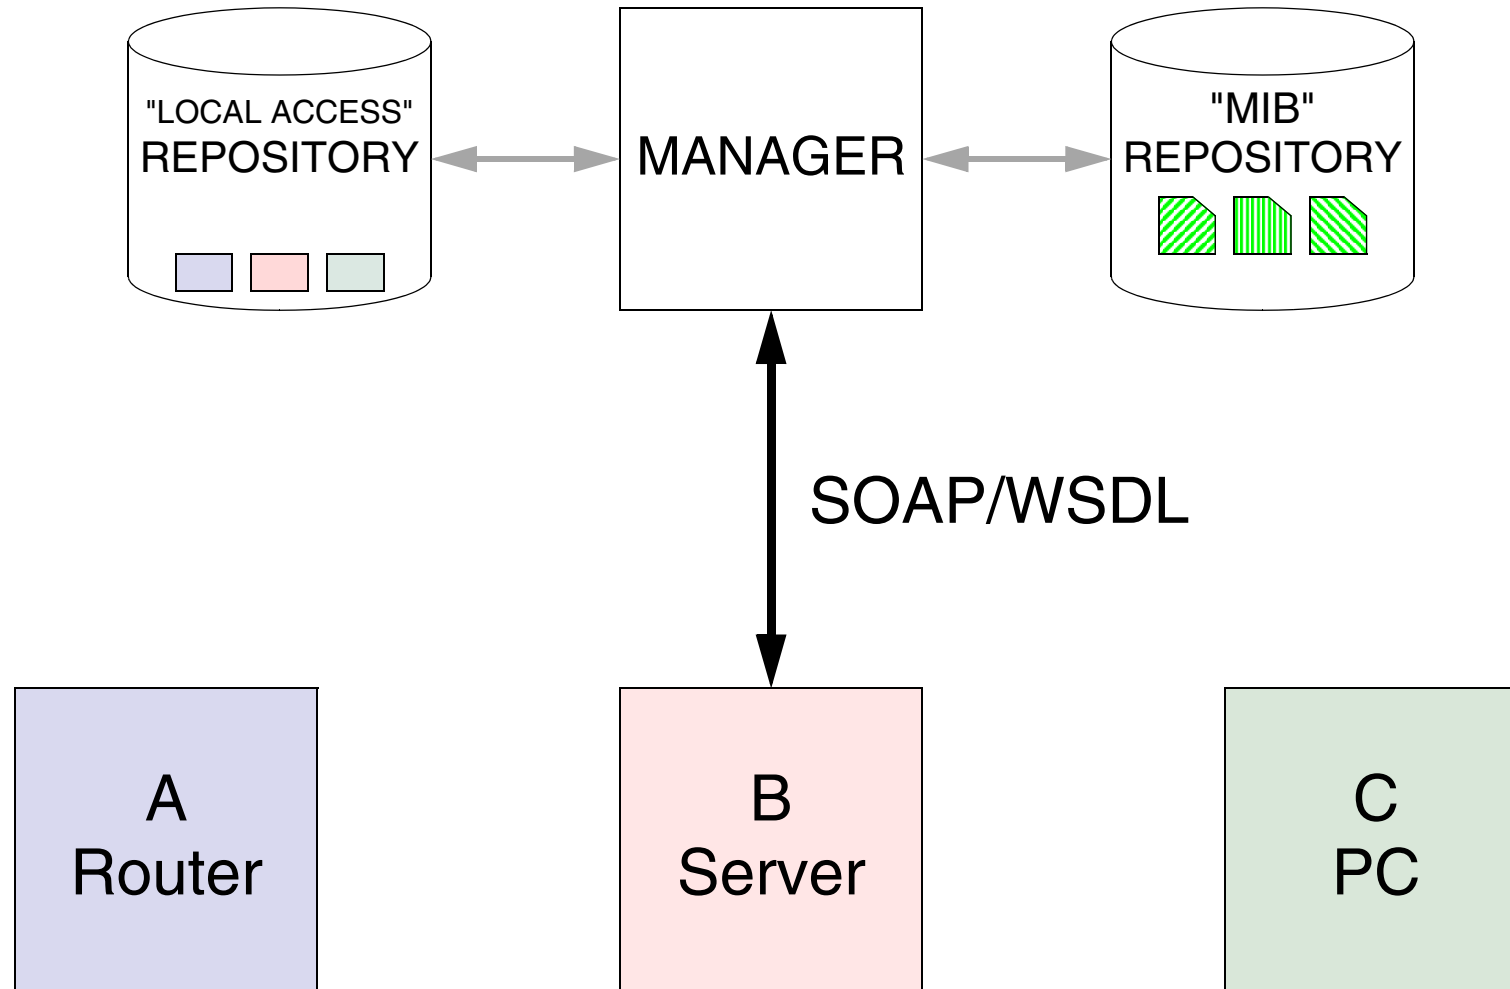 "LOCAL ACCESS"
REPOSITORY
MANAGER
"MIB"
REPOSITORY
SOAP/WSDL
A
Router
B
Server
C
PC